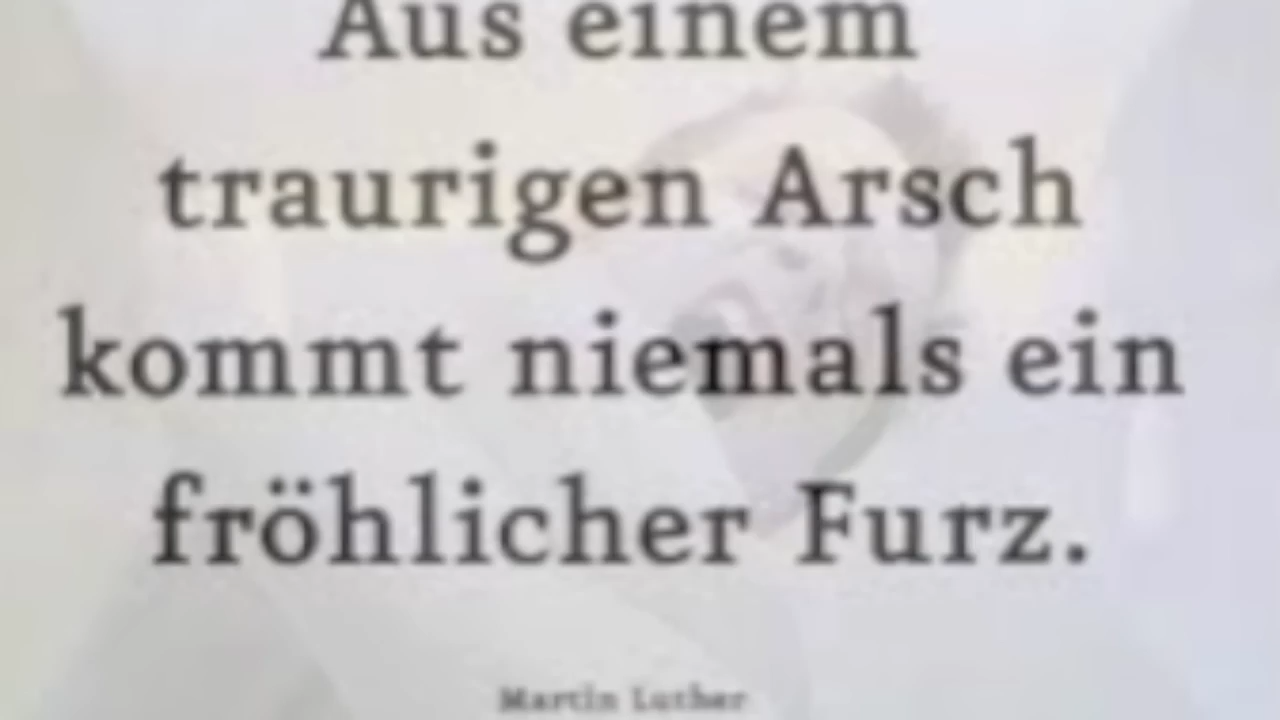 Aus einem
traurigen Arsch
kommt niemals ein
fröhlicher Furz.
Martin Luther